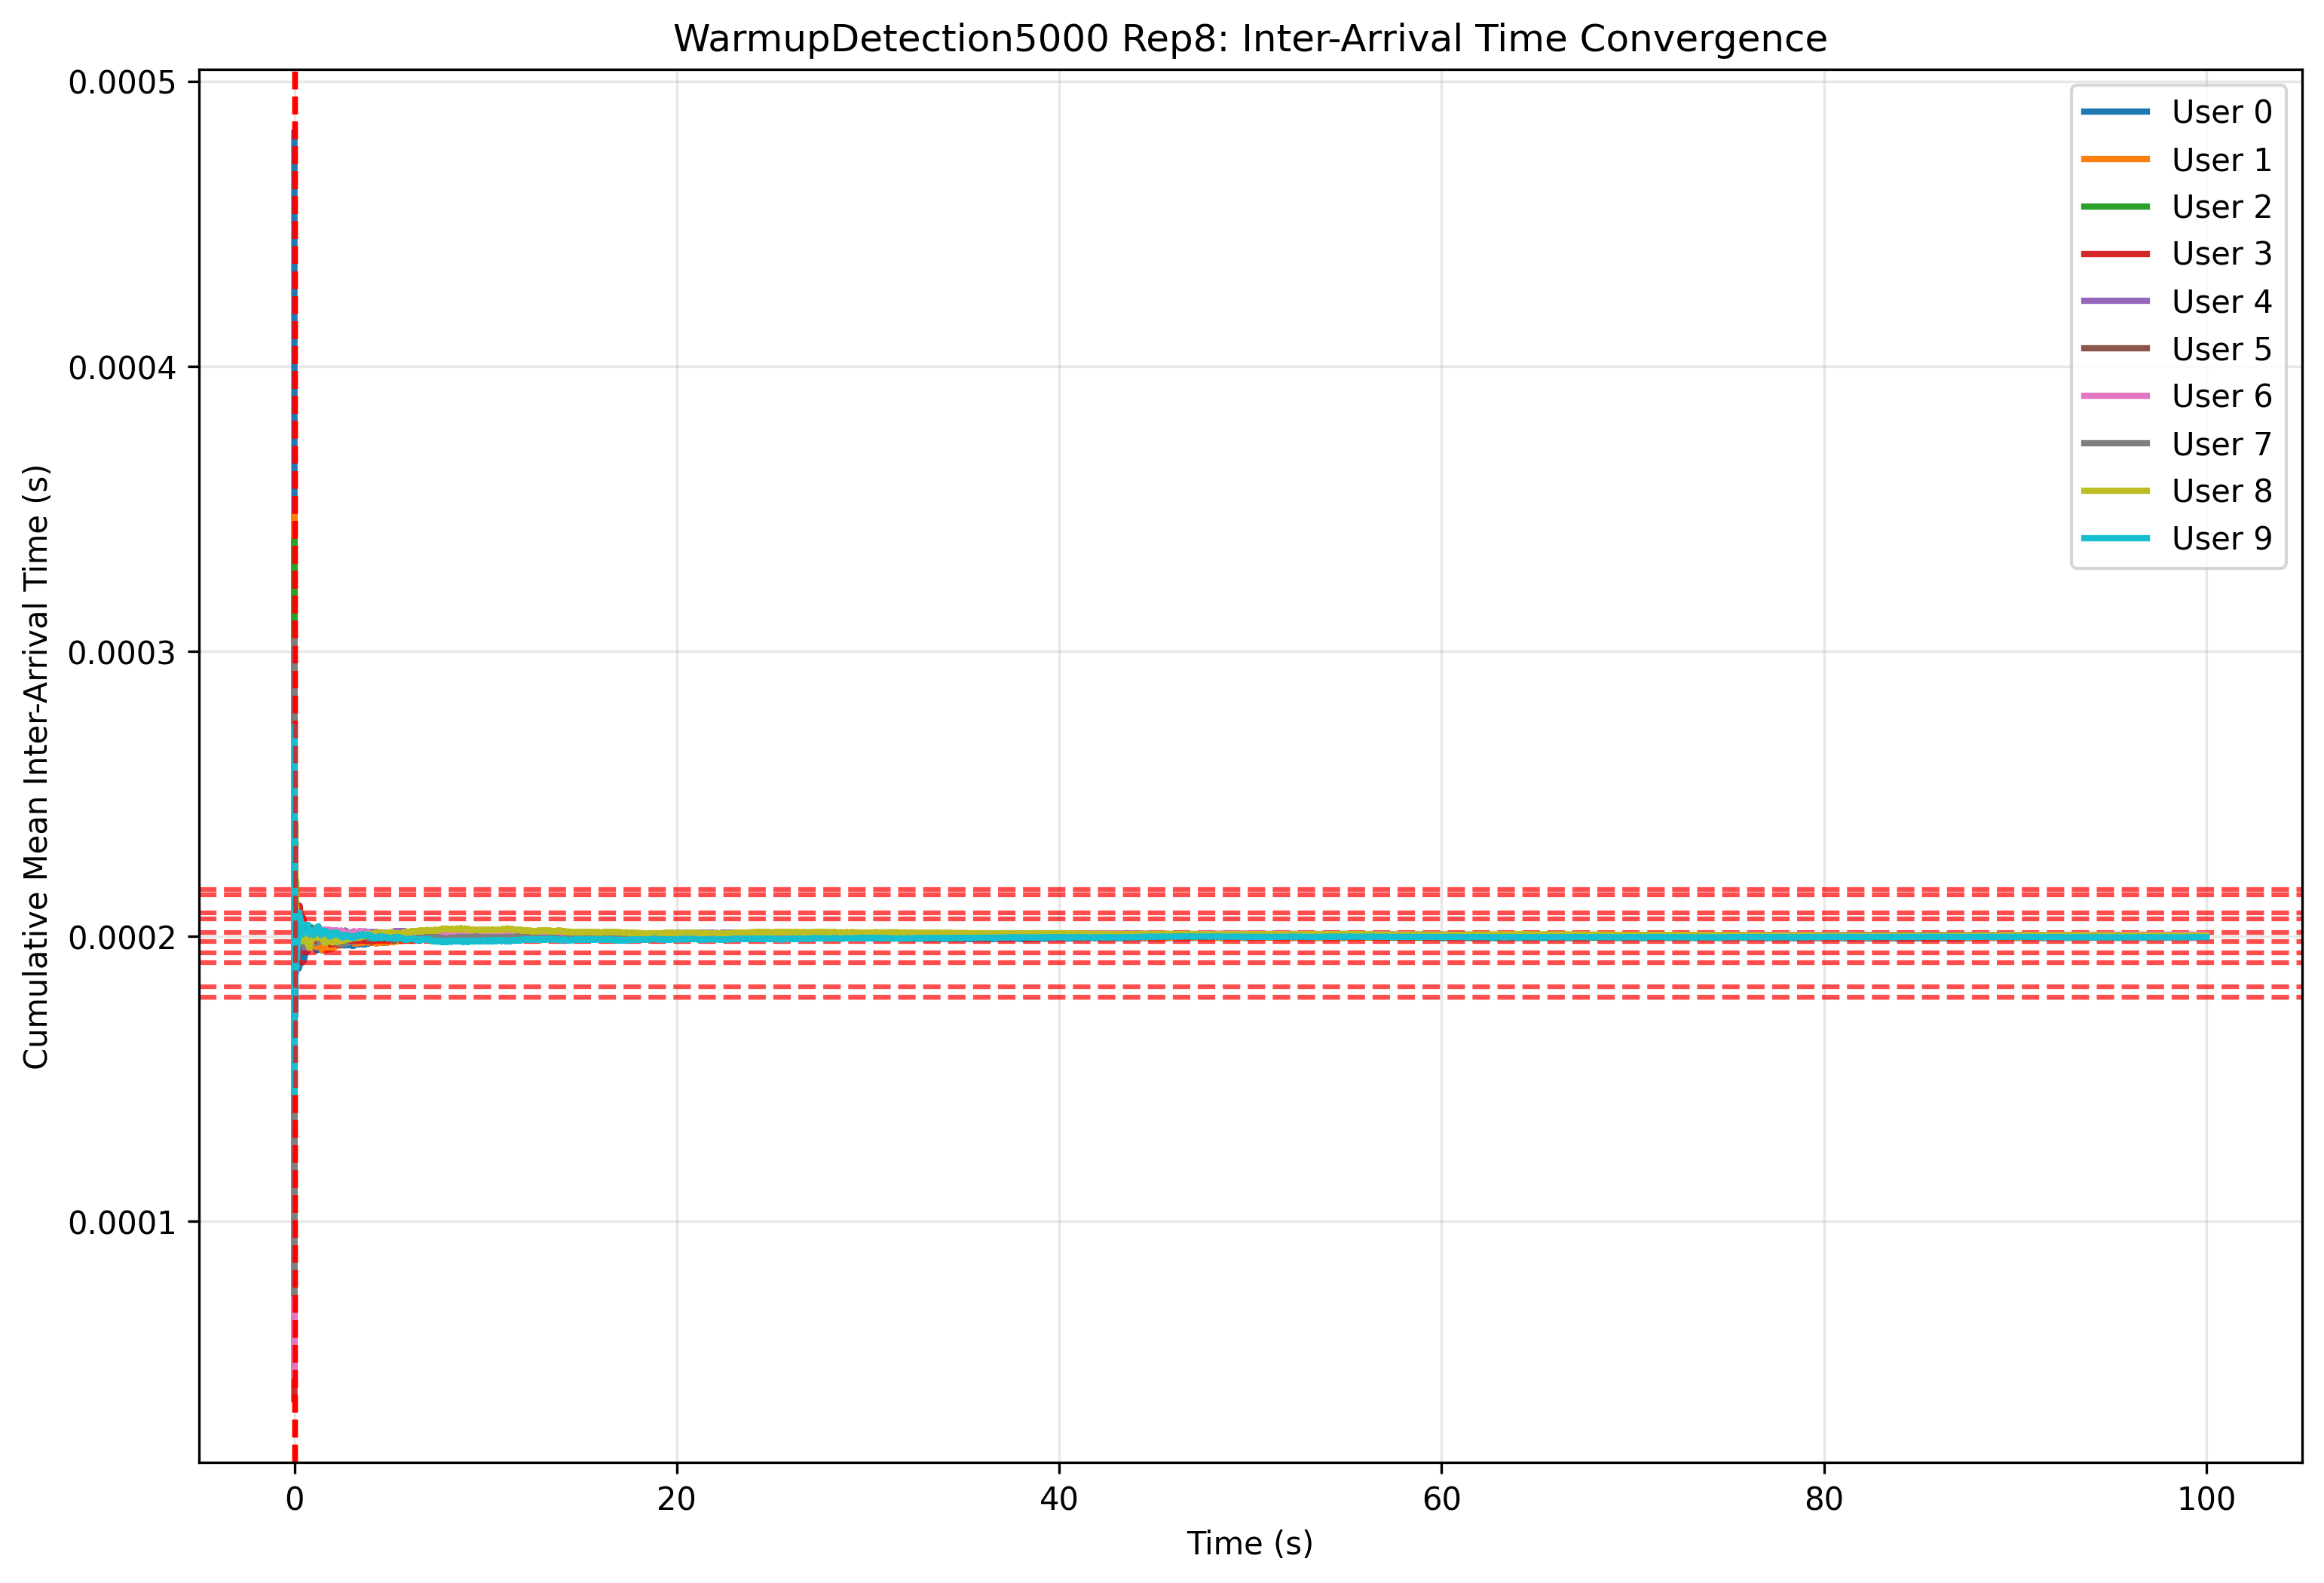 WarmupDetection5000 Rep8: Inter-Arrival Time Convergence
Cumulative Mean Inter-Arrival Time (s)
0.0005
0.0004
0.0003
0.0002
0.0001
User 0
User 1
User 2
User 3
User 4
User 5
User 6
User 7
User 8
User 9
0
20
40
60
80
100
Time (s)